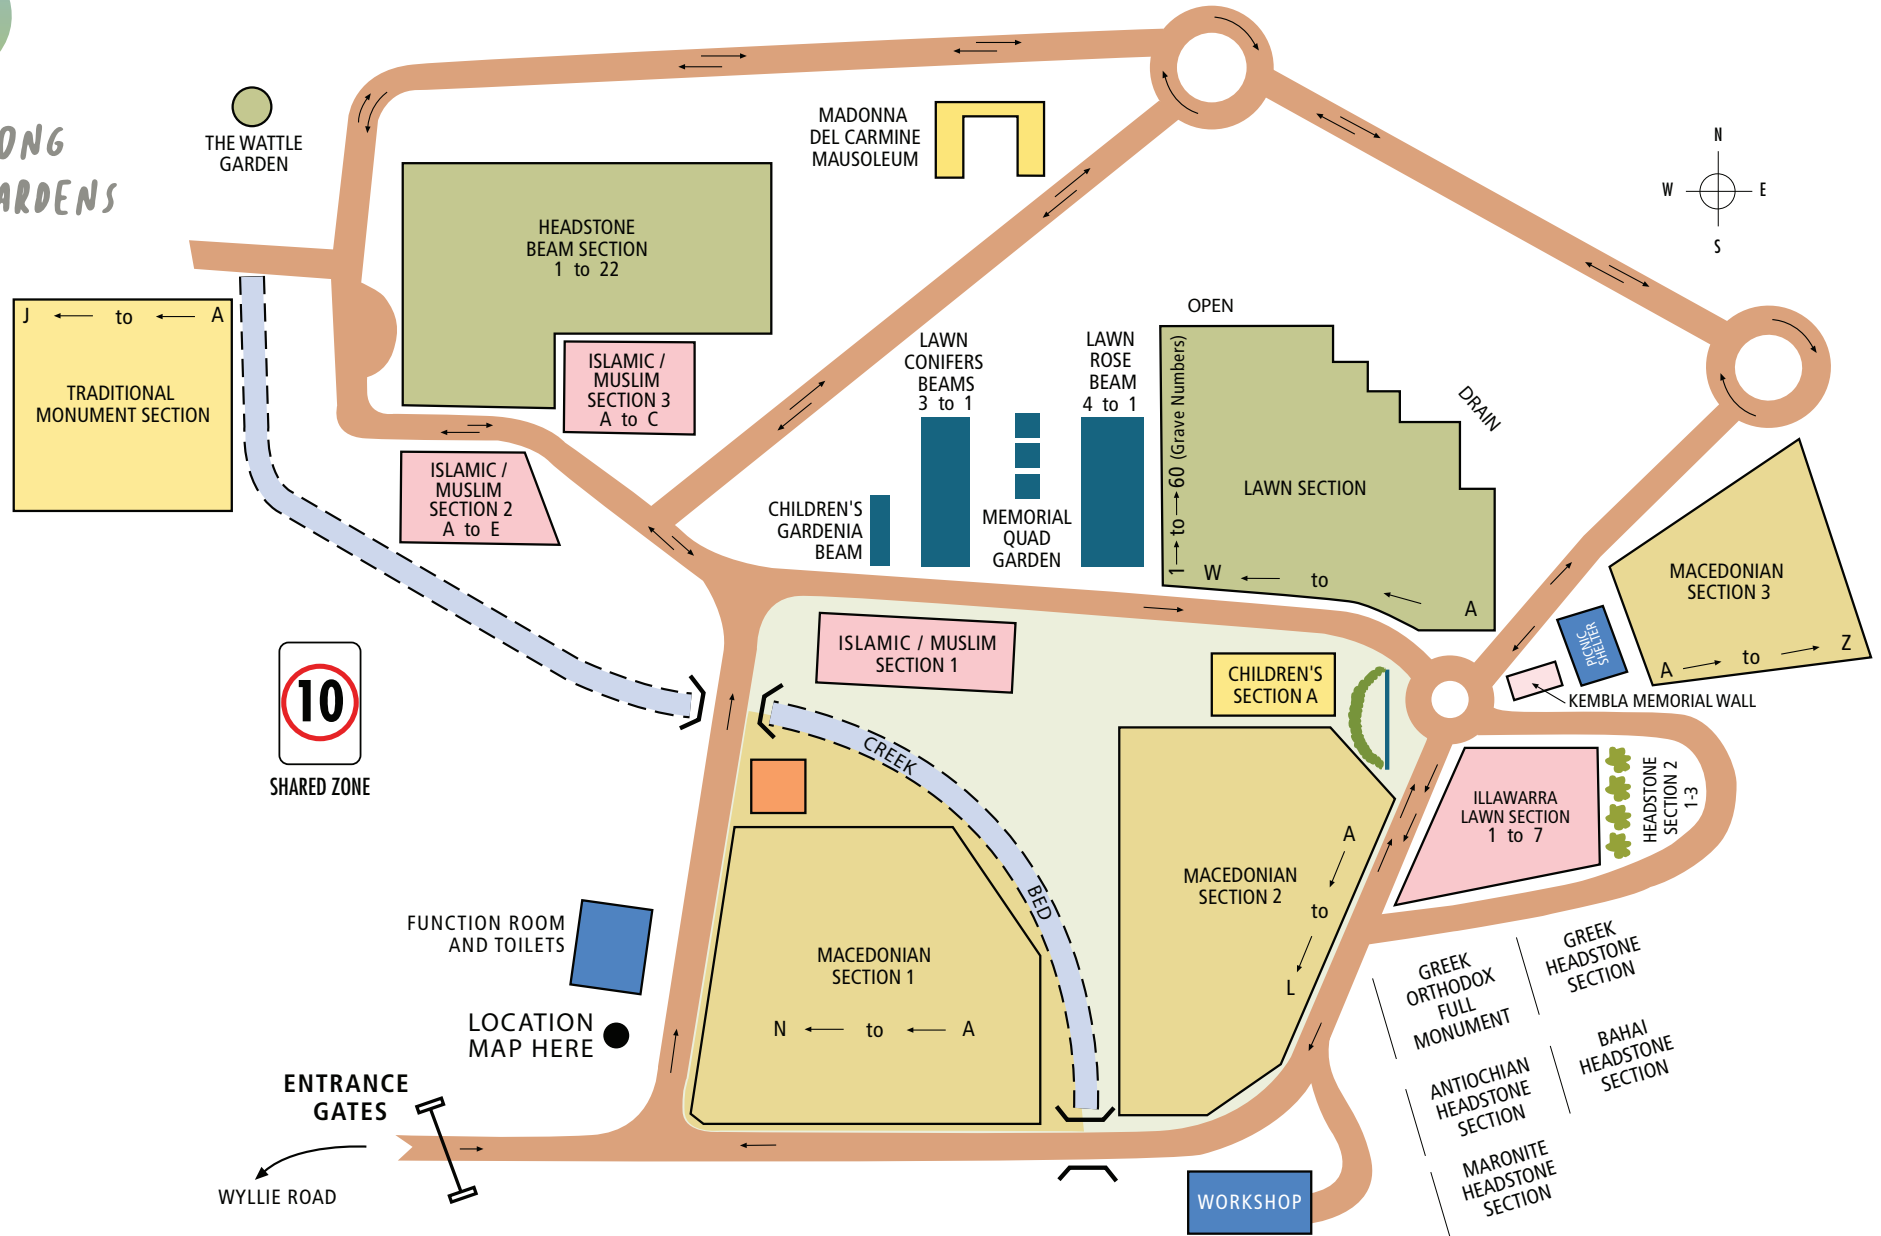 ONG
ARDENS
THE WATTLE
GARDEN
MADONNA
DEL CARMINE
MAUSOLEUM
N
W E
S
HEADSTONE
BEAM SECTION
1 to 22
J to A
TRADITIONAL
MONUMENT SECTION
ISLAMIC /
MUSLIM
SECTION 3
A to C
ISLAMIC /
MUSLIM
SECTION 2
A to E
LAWN
CONIFERS
BEAMS
3 to 1
LAWN
ROSE
BEAM
4 to 1
CHILDREN'S
GARDENIA
BEAM
MEMORIAL
QUAD
GARDEN
OPEN
1 to 60 (Grave Numbers)
LAWN SECTION
W to A
DRAIN
MACEDONIAN
SECTION 3
A to Z
PICNIC
SHELTER
KEMBLA MEMORIAL WALL
ISLAMIC / MUSLIM
SECTION 1
CHILDREN'S
SECTION A
10
SHARED ZONE
CREEK
BED
ILLAWARRA
LAWN SECTION
1 to 7
HEADSTONE
SECTION 2
1-3
MACEDONIAN
SECTION 2
A
to
L
MACEDONIAN
SECTION 1
N to A
FUNCTION ROOM
AND TOILETS
LOCATION
MAP HERE
ENTRANCE
GATES
WYLLIE ROAD
WORKSHOP
GREEK
ORTHODOX
FULL
MONUMENT
GREEK
HEADSTONE
SECTION
ANTIOCHIAN
HEADSTONE
SECTION
BAHAI
HEADSTONE
SECTION
MARONITE
HEADSTONE
SECTION